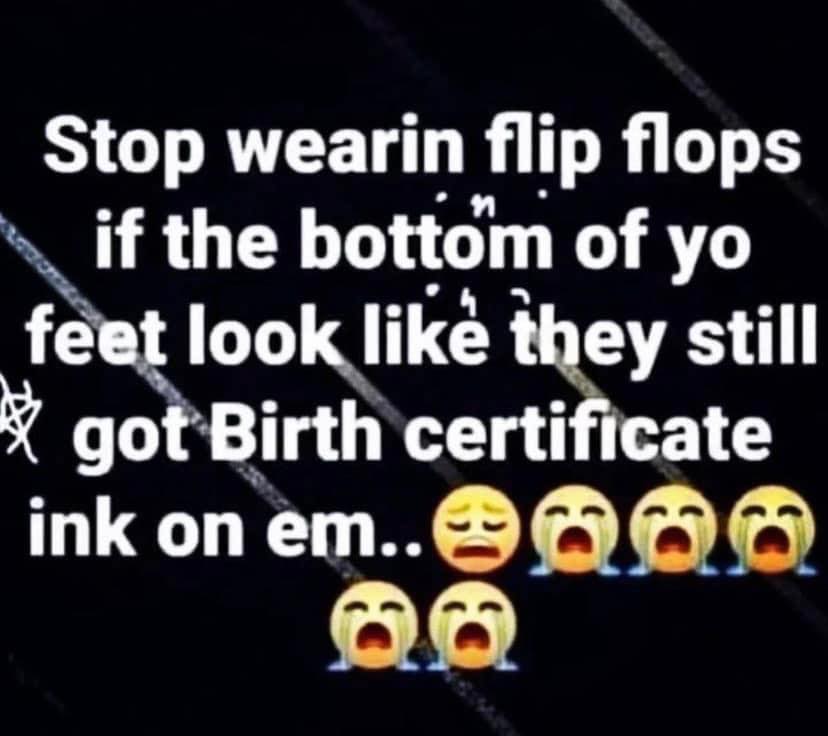 Stop wearin flip flops
if the bottom of yo
feet look like they still
got Birth certificate
ink on em..😩😭😭😭
😭😭